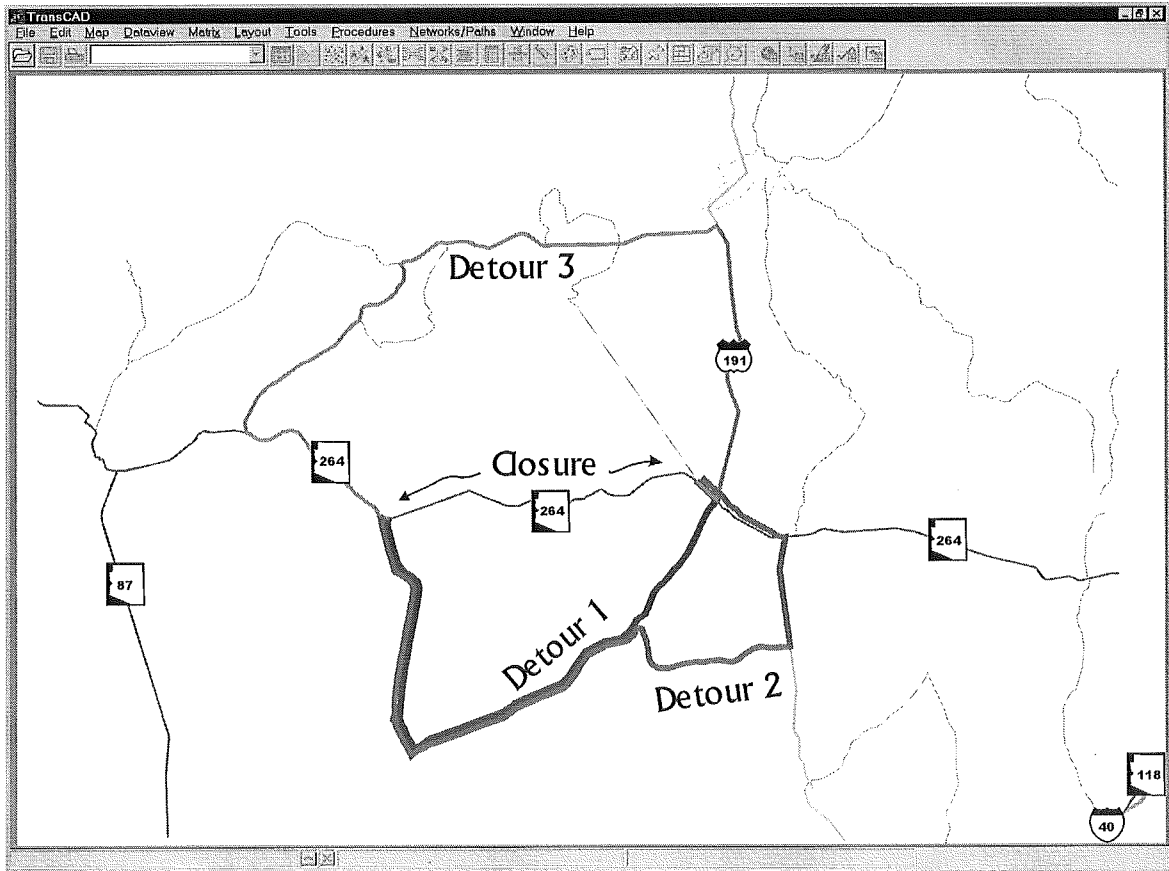 TransCAD
File Edit Map Dataview Matrix Layout Tools Procedures Networks/Paths Window Help
Detour 3
191
264
Closure
264
264
87
Detour 1
Detour 2
118
40